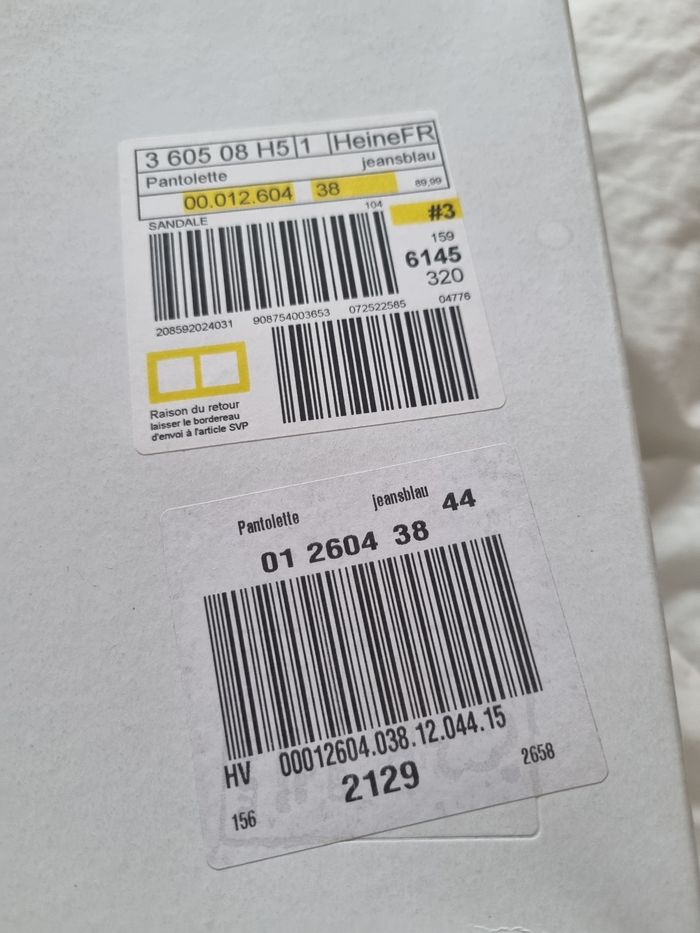 3 605 08 H5 1 HeineFR
Pantolette jeansblau
00.012.604 38 89,99
SANDALE 104 #3
159
6145
320
208592024031 908754003653 072522585 04776
Raison du retour
laisser le bordereau
d'envoi à l'article SVP
Pantolette jeansblau 44
01 2604 38
HV 00012604.038.12.044.15
156 2129 2658